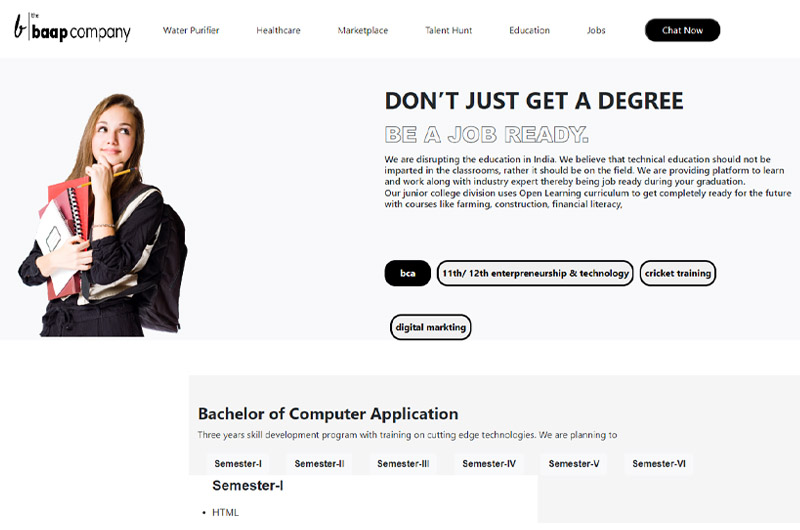 the
baap company
Water Purifier
Healthcare
Marketplace
Talent Hunt
Education
Jobs
Chat Now
DON'T JUST GET A DEGREE
BE A JOB READY.
We are disrupting the education in India. We believe that technical education should not be
imparted in the classrooms, rather it should be on the field. We are providing platform to learn
and work along with industry expert thereby being job ready during your graduation.
Our junior college division uses Open Learning curriculum to get completely ready for the future
with courses like farming, construction, financial literacy,
bca
11th/ 12th enterpreneurship & technology
cricket training
digital markting
Bachelor of Computer Application
Three years skill development program with training on cutting edge technologies. We are planning to
Semester-I
Semester-II
Semester-III
Semester-IV
Semester-V
Semester-VI
Semester-I
• HTML